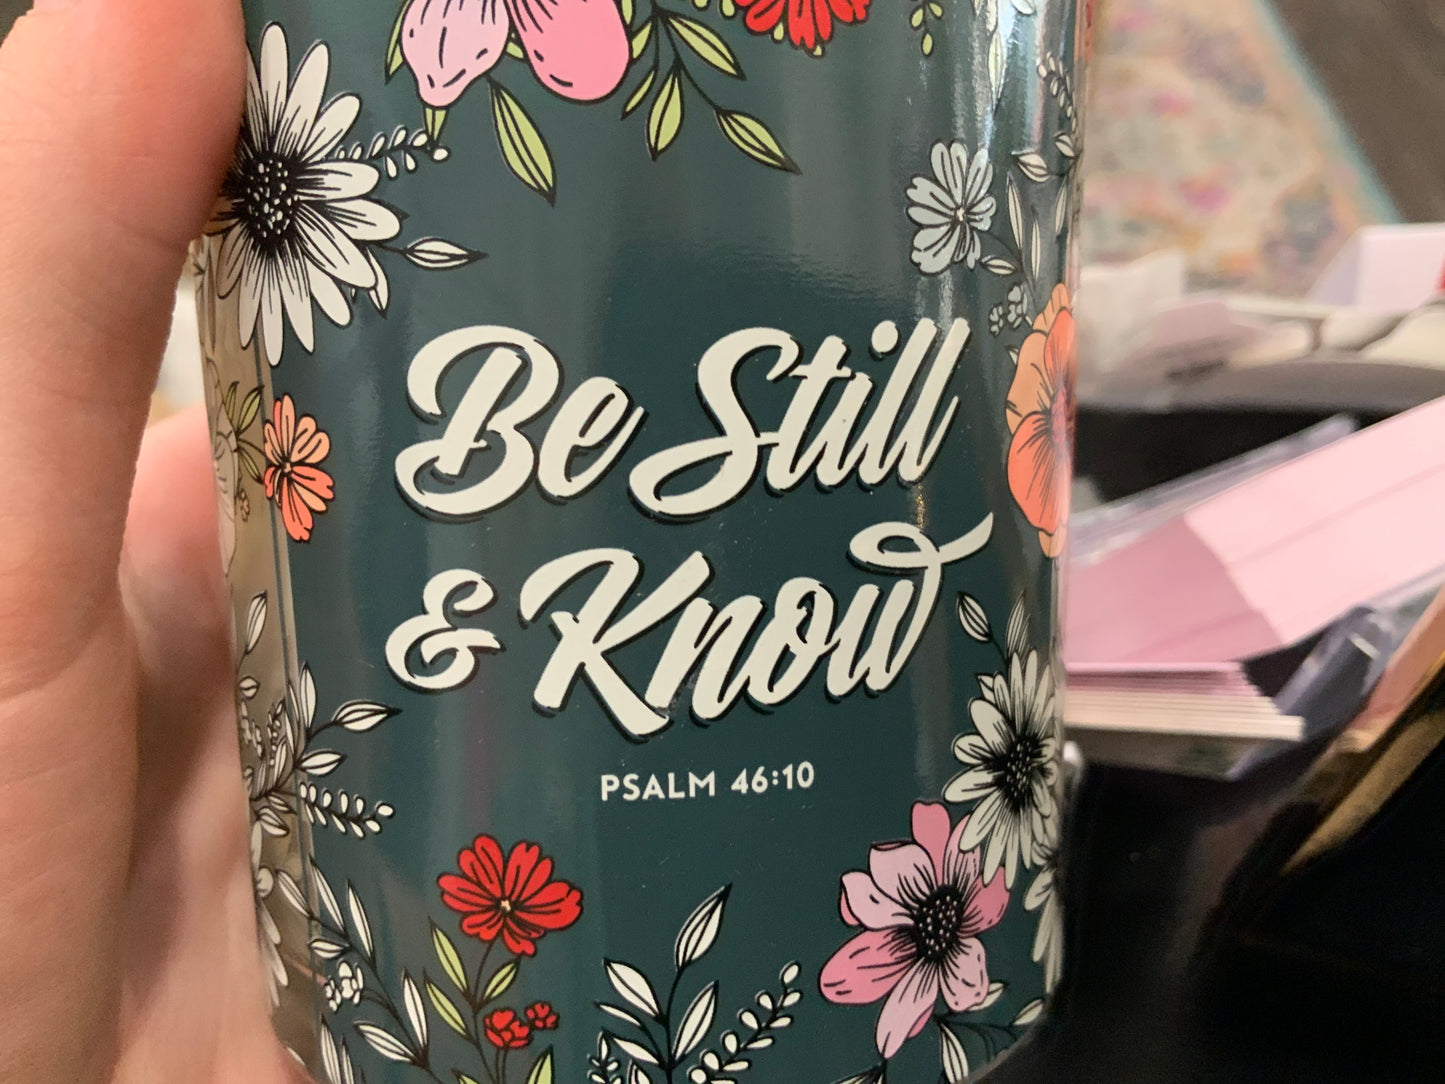 Be Still
& Know
PSALM 46:10